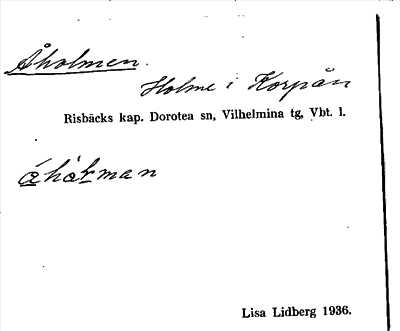 Åholmen.
Holme i Korpån
Risbäcks kap. Dorotea sn, Vilhelmina tg, Vbt. l.
Lisa Lidberg 1936.